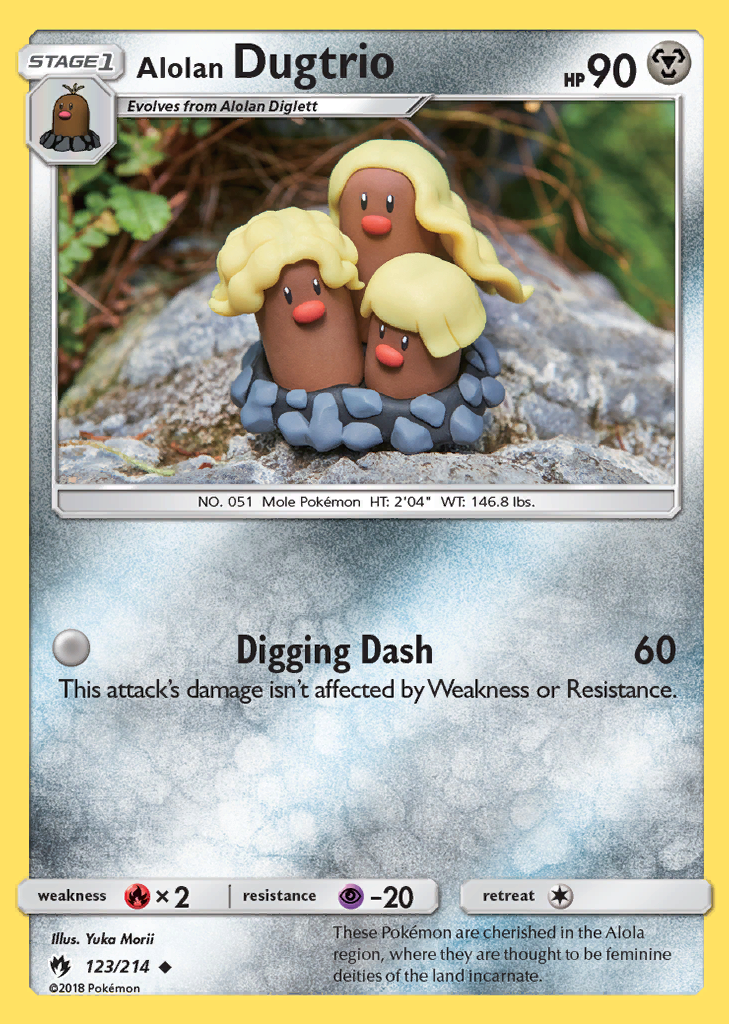 STAGE1
Alolan Dugtrio
HP 90
Evolves from Alolan Diglett
NO. 051 Mole Pokémon HT: 2'04" WT: 146.8 lbs.
Digging Dash 60
This attack's damage isn't affected by Weakness or Resistance.
weakness ×2 resistance -20 retreat
Illus. Yuka Morii
123/214
©2018 Pokémon
These Pokémon are cherished in the Alola
region, where they are thought to be feminine
deities of the land incarnate.